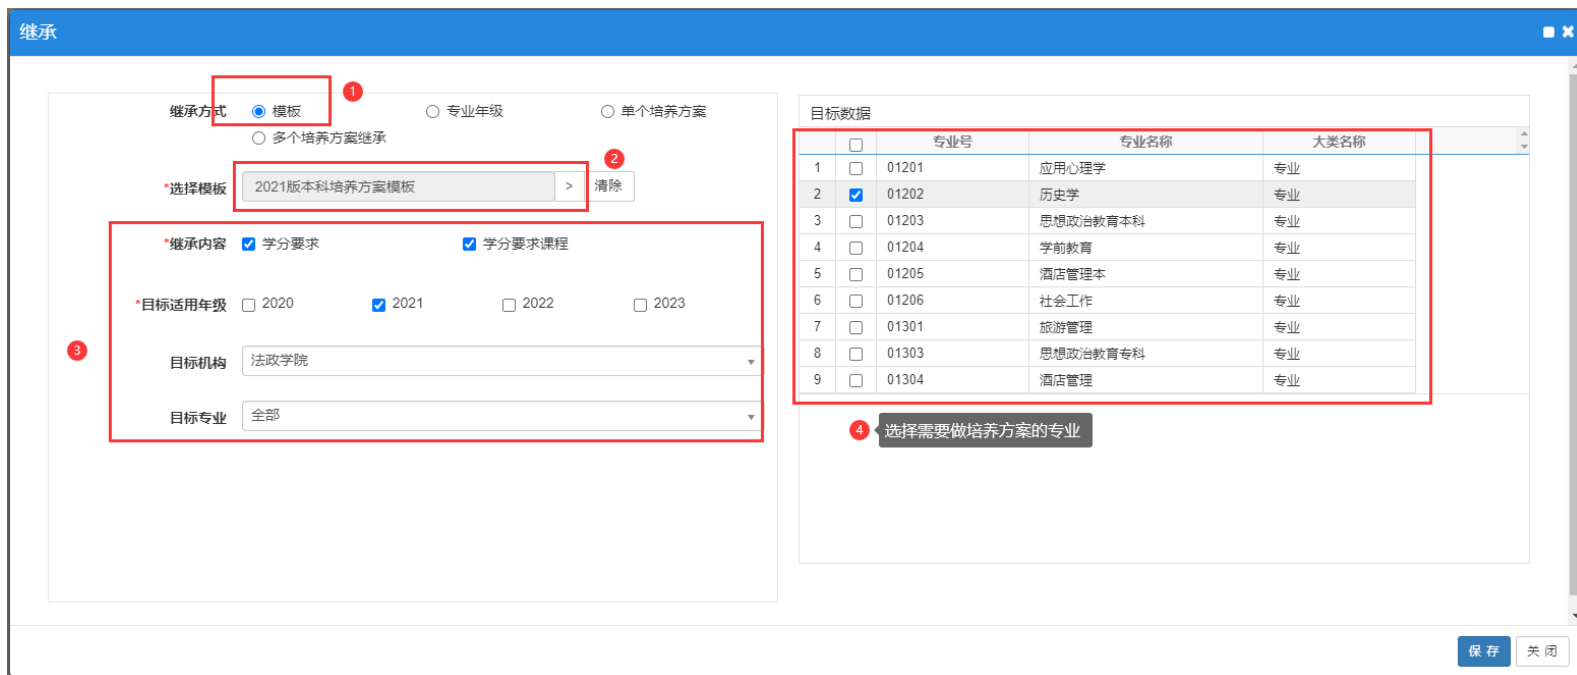 继承
继承方式 模板 1 专业年级 单个培养方案
多个培养方案继承
2
*选择模板 2021版本科培养方案模板 > 清除
*继承内容 学分要求 学分要求课程
*目标适用年级 2020 2021 2022 2023
3
目标机构 法政学院
目标专业 全部
目标数据
专业号 专业名称 大类名称
1 01201 应用心理学 专业
2 01202 历史学 专业
3 01203 思想政治教育本科 专业
4 01204 学前教育 专业
5 01205 酒店管理本 专业
6 01206 社会工作 专业
7 01301 旅游管理 专业
8 01303 思想政治教育专科 专业
9 01304 酒店管理 专业
4 选择需要做培养方案的专业
保存 关闭